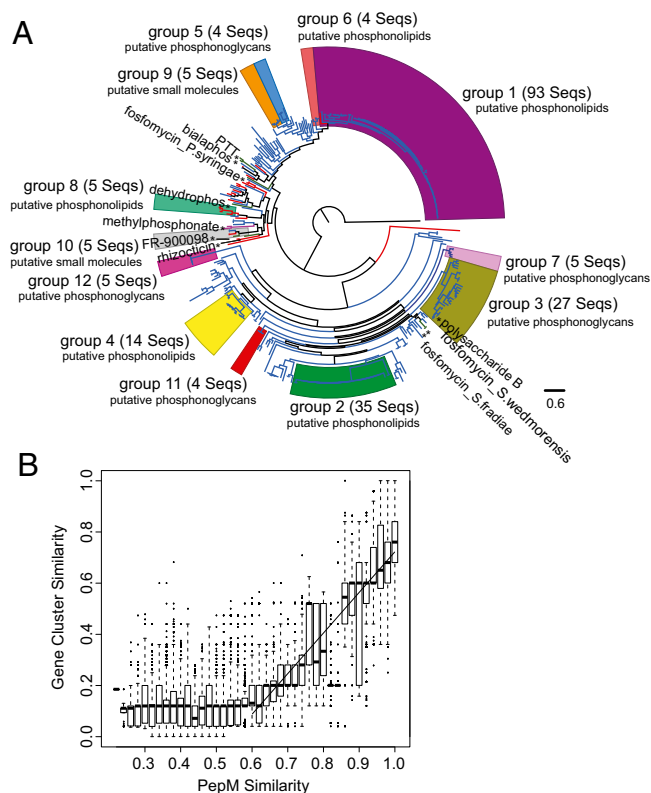 A
group 5 (4 Seqs)
putative phosphonoglycans
group 6 (4 Seqs)
putative phosphonolipids
group 9 (5 Seqs)
putative small molecules
group 1 (93 Seqs)
putative phosphonolipids
PTT*
bialaphos*
fosfomycin_P.syringae*
group 8 (5 Seqs)
putative phosphonolipids
dehydrophos*
methylphosphonate*
FR-900098*
rhizocticin*
group 10 (5 Seqs)
putative small molecules
group 12 (5 Seqs)
putative phosphonoglycans
group 7 (5 Seqs)
putative phosphonoglycans
group 3 (27 Seqs)
putative phosphonoglycans
group 4 (14 Seqs)
putative phosphonolipids
group 11 (4 Seqs)
putative phosphonoglycans
group 2 (35 Seqs)
putative phosphonolipids
*polysaccharide B
*fosfomycin_S.wedmorensis
*fosfomycin_S.fradiae
0.6
B
Gene Cluster Similarity
1.0
0.8
0.6
0.4
0.2
0.0
0.3 0.4 0.5 0.6 0.7 0.8 0.9 1.0
PepM Similarity